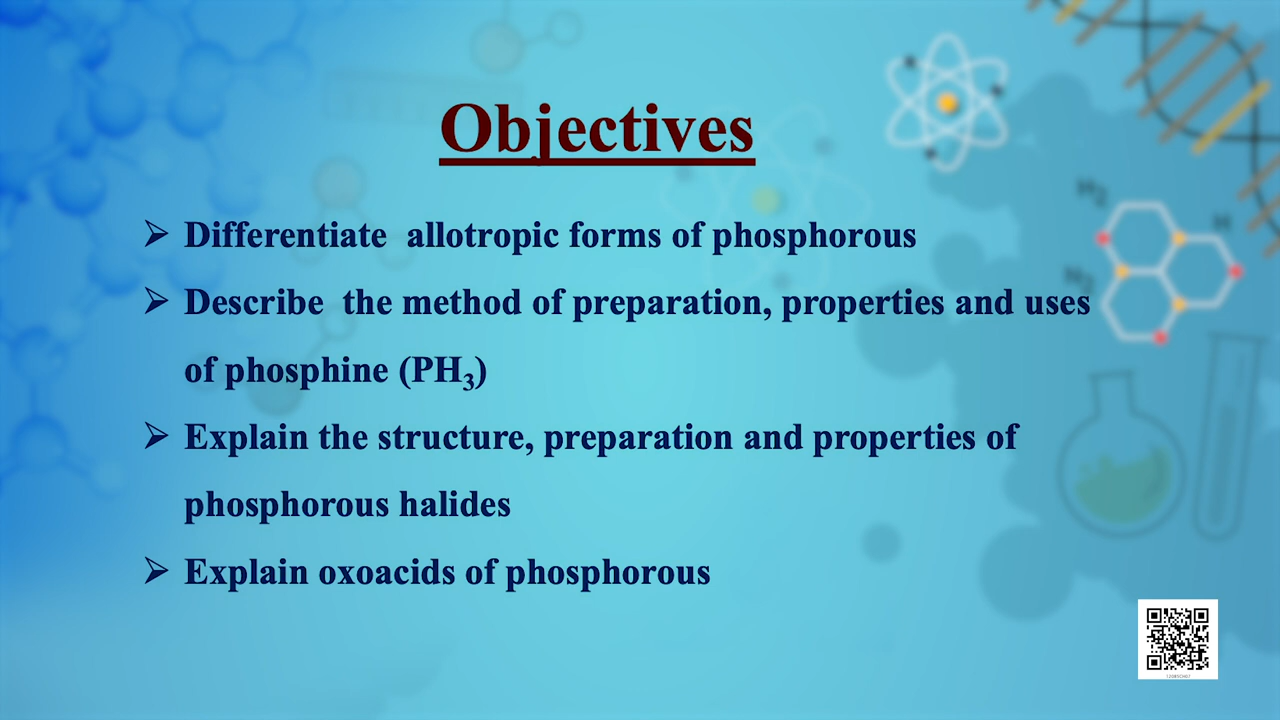 Objectives
➢ Differentiate allotropic forms of phosphorous
➢ Describe the method of preparation, properties and uses
of phosphine (PH₃)
➢ Explain the structure, preparation and properties of
phosphorous halides
➢ Explain oxoacids of phosphorous
H₂
H